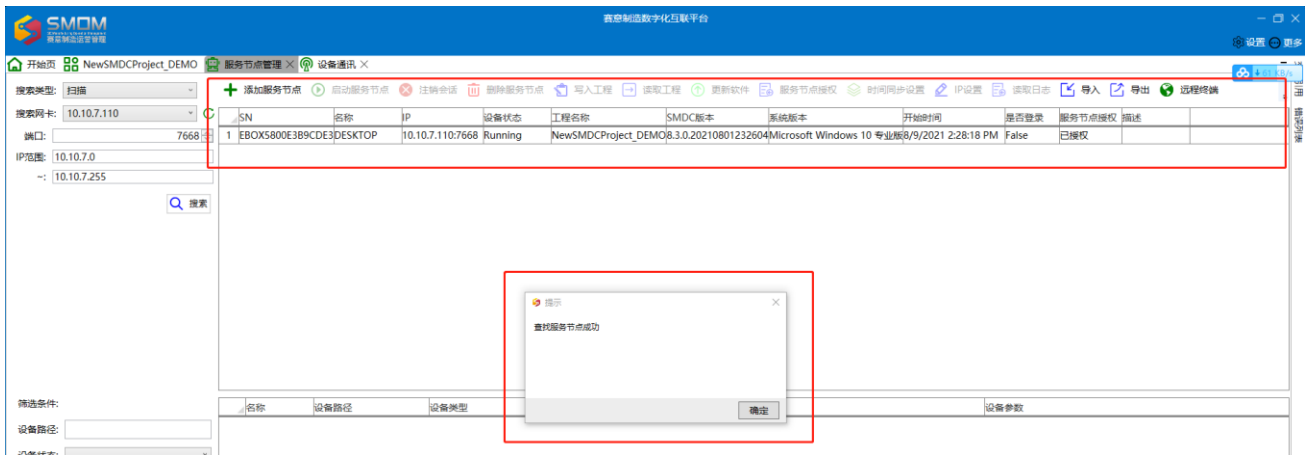 SMOM
赛意制造运营管理
赛意制造数字化互联平台
设置 更多
开始页 NewSMDCProject_DEMO 服务节点管理 设备通讯
搜索类型: 扫描
搜索网卡: 10.10.7.110
端口: 7668
IP范围: 10.10.7.0
~: 10.10.7.255
搜索
添加服务节点 启动服务节点 注销会话 删除服务节点 写入工程 读取工程 更新软件 服务节点授权 时间同步设置 IP设置 读取日志 导入 导出 远程终端
SN 名称 IP 设备状态 工程名称 SMDC版本 系统版本 开始时间 是否登录 服务节点授权 描述
1 EBOX5800E3B9CDE3 DESKTOP 10.10.7.110:7668 Running NewSMDCProject_DEMO 8.3.0.20210801232604 Microsoft Windows 10 专业版 8/9/2021 2:28:18 PM False 已授权
提示
查找服务节点成功
确定
筛选条件:
设备路径:
名称 设备路径 设备类型 设备参数